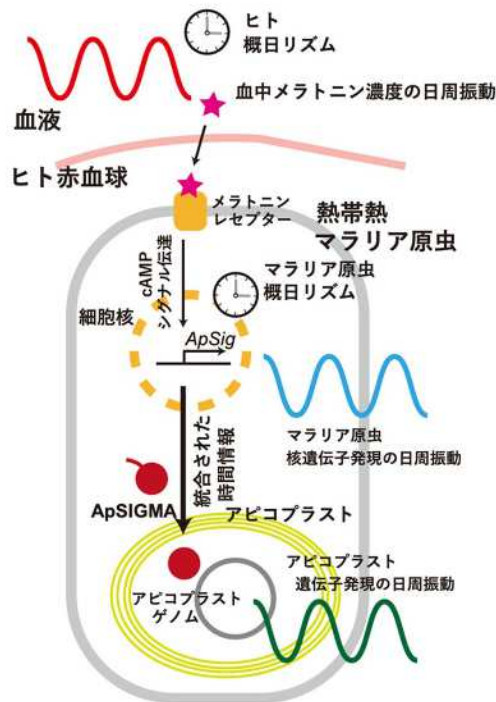 ヒト
概日リズム
血中メラトニン濃度の日周振動
血液
ヒト赤血球
メラトニン
レセプター
熱帯熱
マラリア原虫
cAMP
シグナル伝達
マラリア原虫
概日リズム
細胞核
ApSig
マラリア原虫
核遺伝子発現の日周振動
統合された
時間情報
ApSIGMA
アピコプラスト
アピコプラスト
遺伝子発現の日周振動
アピコプラスト
ゲノム